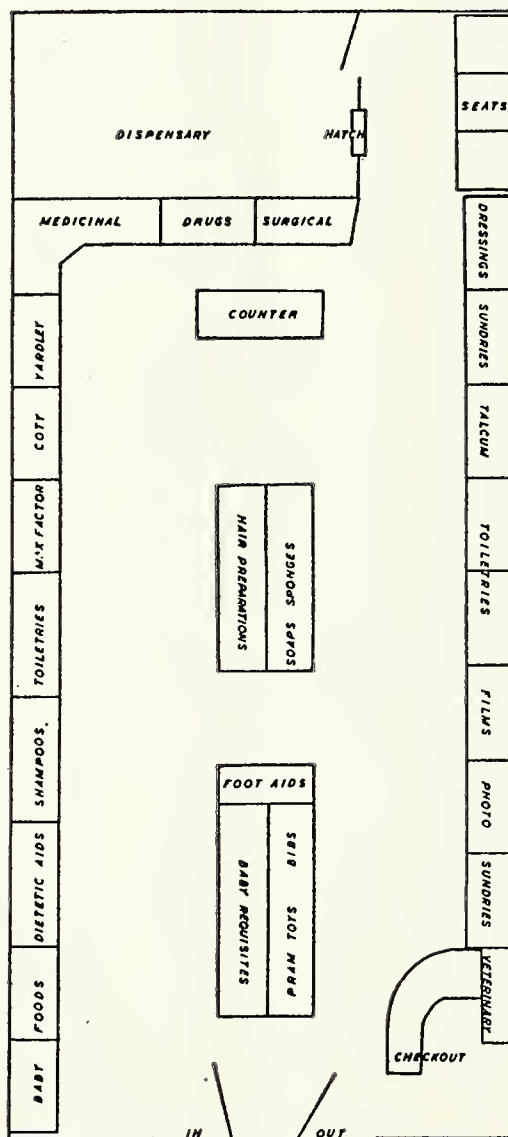 DISPENSARY
HATCH
SEATS
MEDICINAL
DRUGS
SURGICAL
COUNTER
YARDLEY
COTY
MAX FACTOR
TOILETRIES
SHAMPOOS.
DIETETIC AIDS
FOODS
BABY
HAIR PREPARATIONS
SOAPS SPONGES
FOOT AIDS
BABY REQUISITES
PRAM TOYS BIBS
DRESSINGS
SUNDRIES
TALCUM
TOILETRIES
FILMS
PHOTO
SUNDRIES
VETERINARY
CHECKOUT
IN
OUT